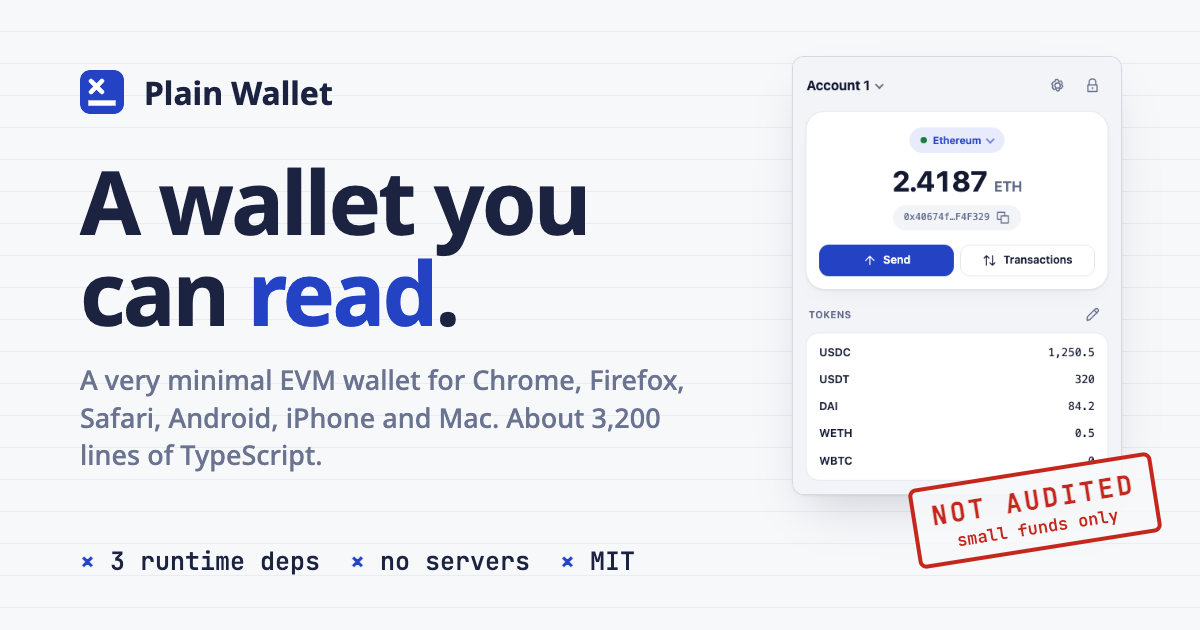 Plain Wallet
A wallet you
can read.
A very minimal EVM wallet for Chrome, Firefox,
Safari, Android, iPhone and Mac. About 3,200
lines of TypeScript.
× 3 runtime deps × no servers × MIT
Account 1
Ethereum
2.4187 ETH
0x40674f…F4F329
Send
Transactions
TOKENS
USDC 1,250.5
USDT 320
DAI 84.2
WETH 0.5
WBTC
NOT AUDITED
small funds only